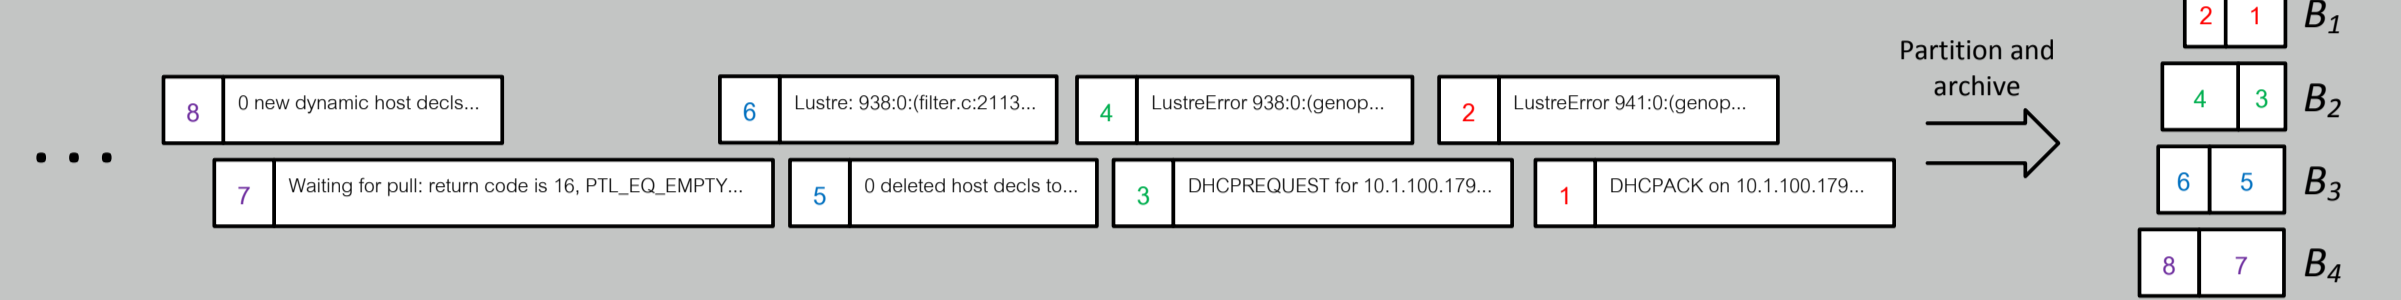 2 1 B1
Partition and
archive
8 0 new dynamic host decls...
6 Lustre: 938:0:(filter.c:2113...
4 LustreError 938:0:(genop...
2 LustreError 941:0:(genop...
4 3 B2
...
7 Waiting for pull: return code is 16, PTL_EQ_EMPTY...
5 0 deleted host decls to...
3 DHCPREQUEST for 10.1.100.179...
1 DHCPACK on 10.1.100.179...
6 5 B3
8 7 B4